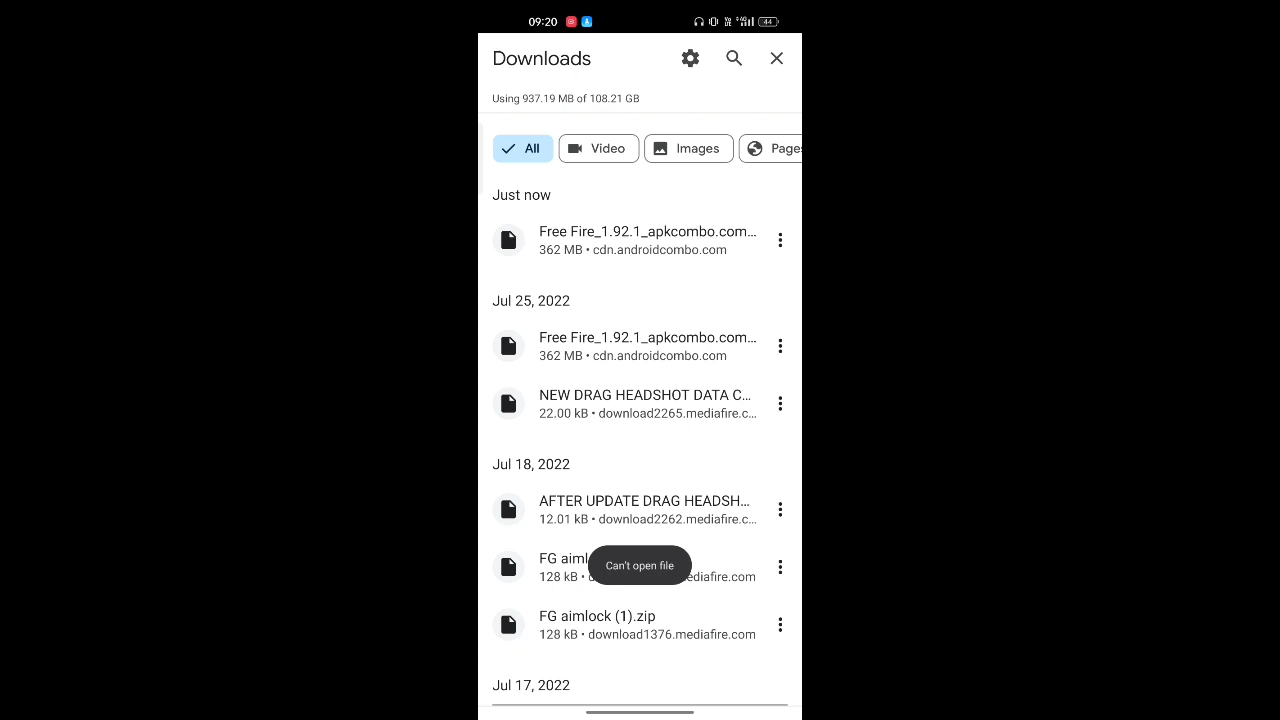 09:20
44
Downloads
Using 937.19 MB of 108.21 GB
All
Video
Images
Pages
Just now
Free Fire_1.92.1_apkcombo.com...
362 MB • cdn.androidcombo.com
Jul 25, 2022
Free Fire_1.92.1_apkcombo.com...
362 MB • cdn.androidcombo.com
NEW DRAG HEADSHOT DATA C...
22.00 kB • download2265.mediafire.c...
Jul 18, 2022
AFTER UPDATE DRAG HEADSH...
12.01 kB • download2262.mediafire.c...
FG aiml
Can't open file
128 kB • ediafire.com
FG aimlock (1).zip
128 kB • download1376.mediafire.com
Jul 17, 2022